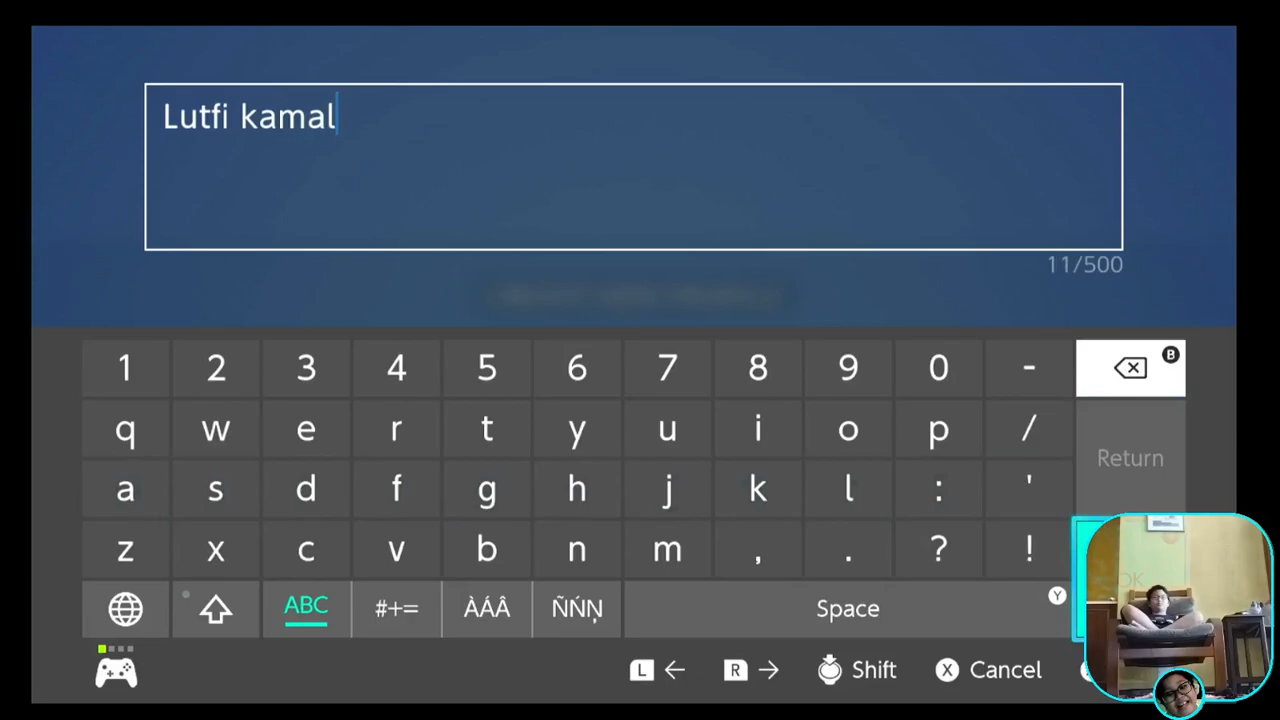 Lutfi kamal
11/500
1 2 3 4 5 6 7 8 9 0 - B
q w e r t y u i o p /
Return
a s d f g h j k l : '
z x c v b n m , . ? !
OK
ABC #+= ÀÁÂ ÑŃŅ Space Y
L ← R → Shift X Cancel